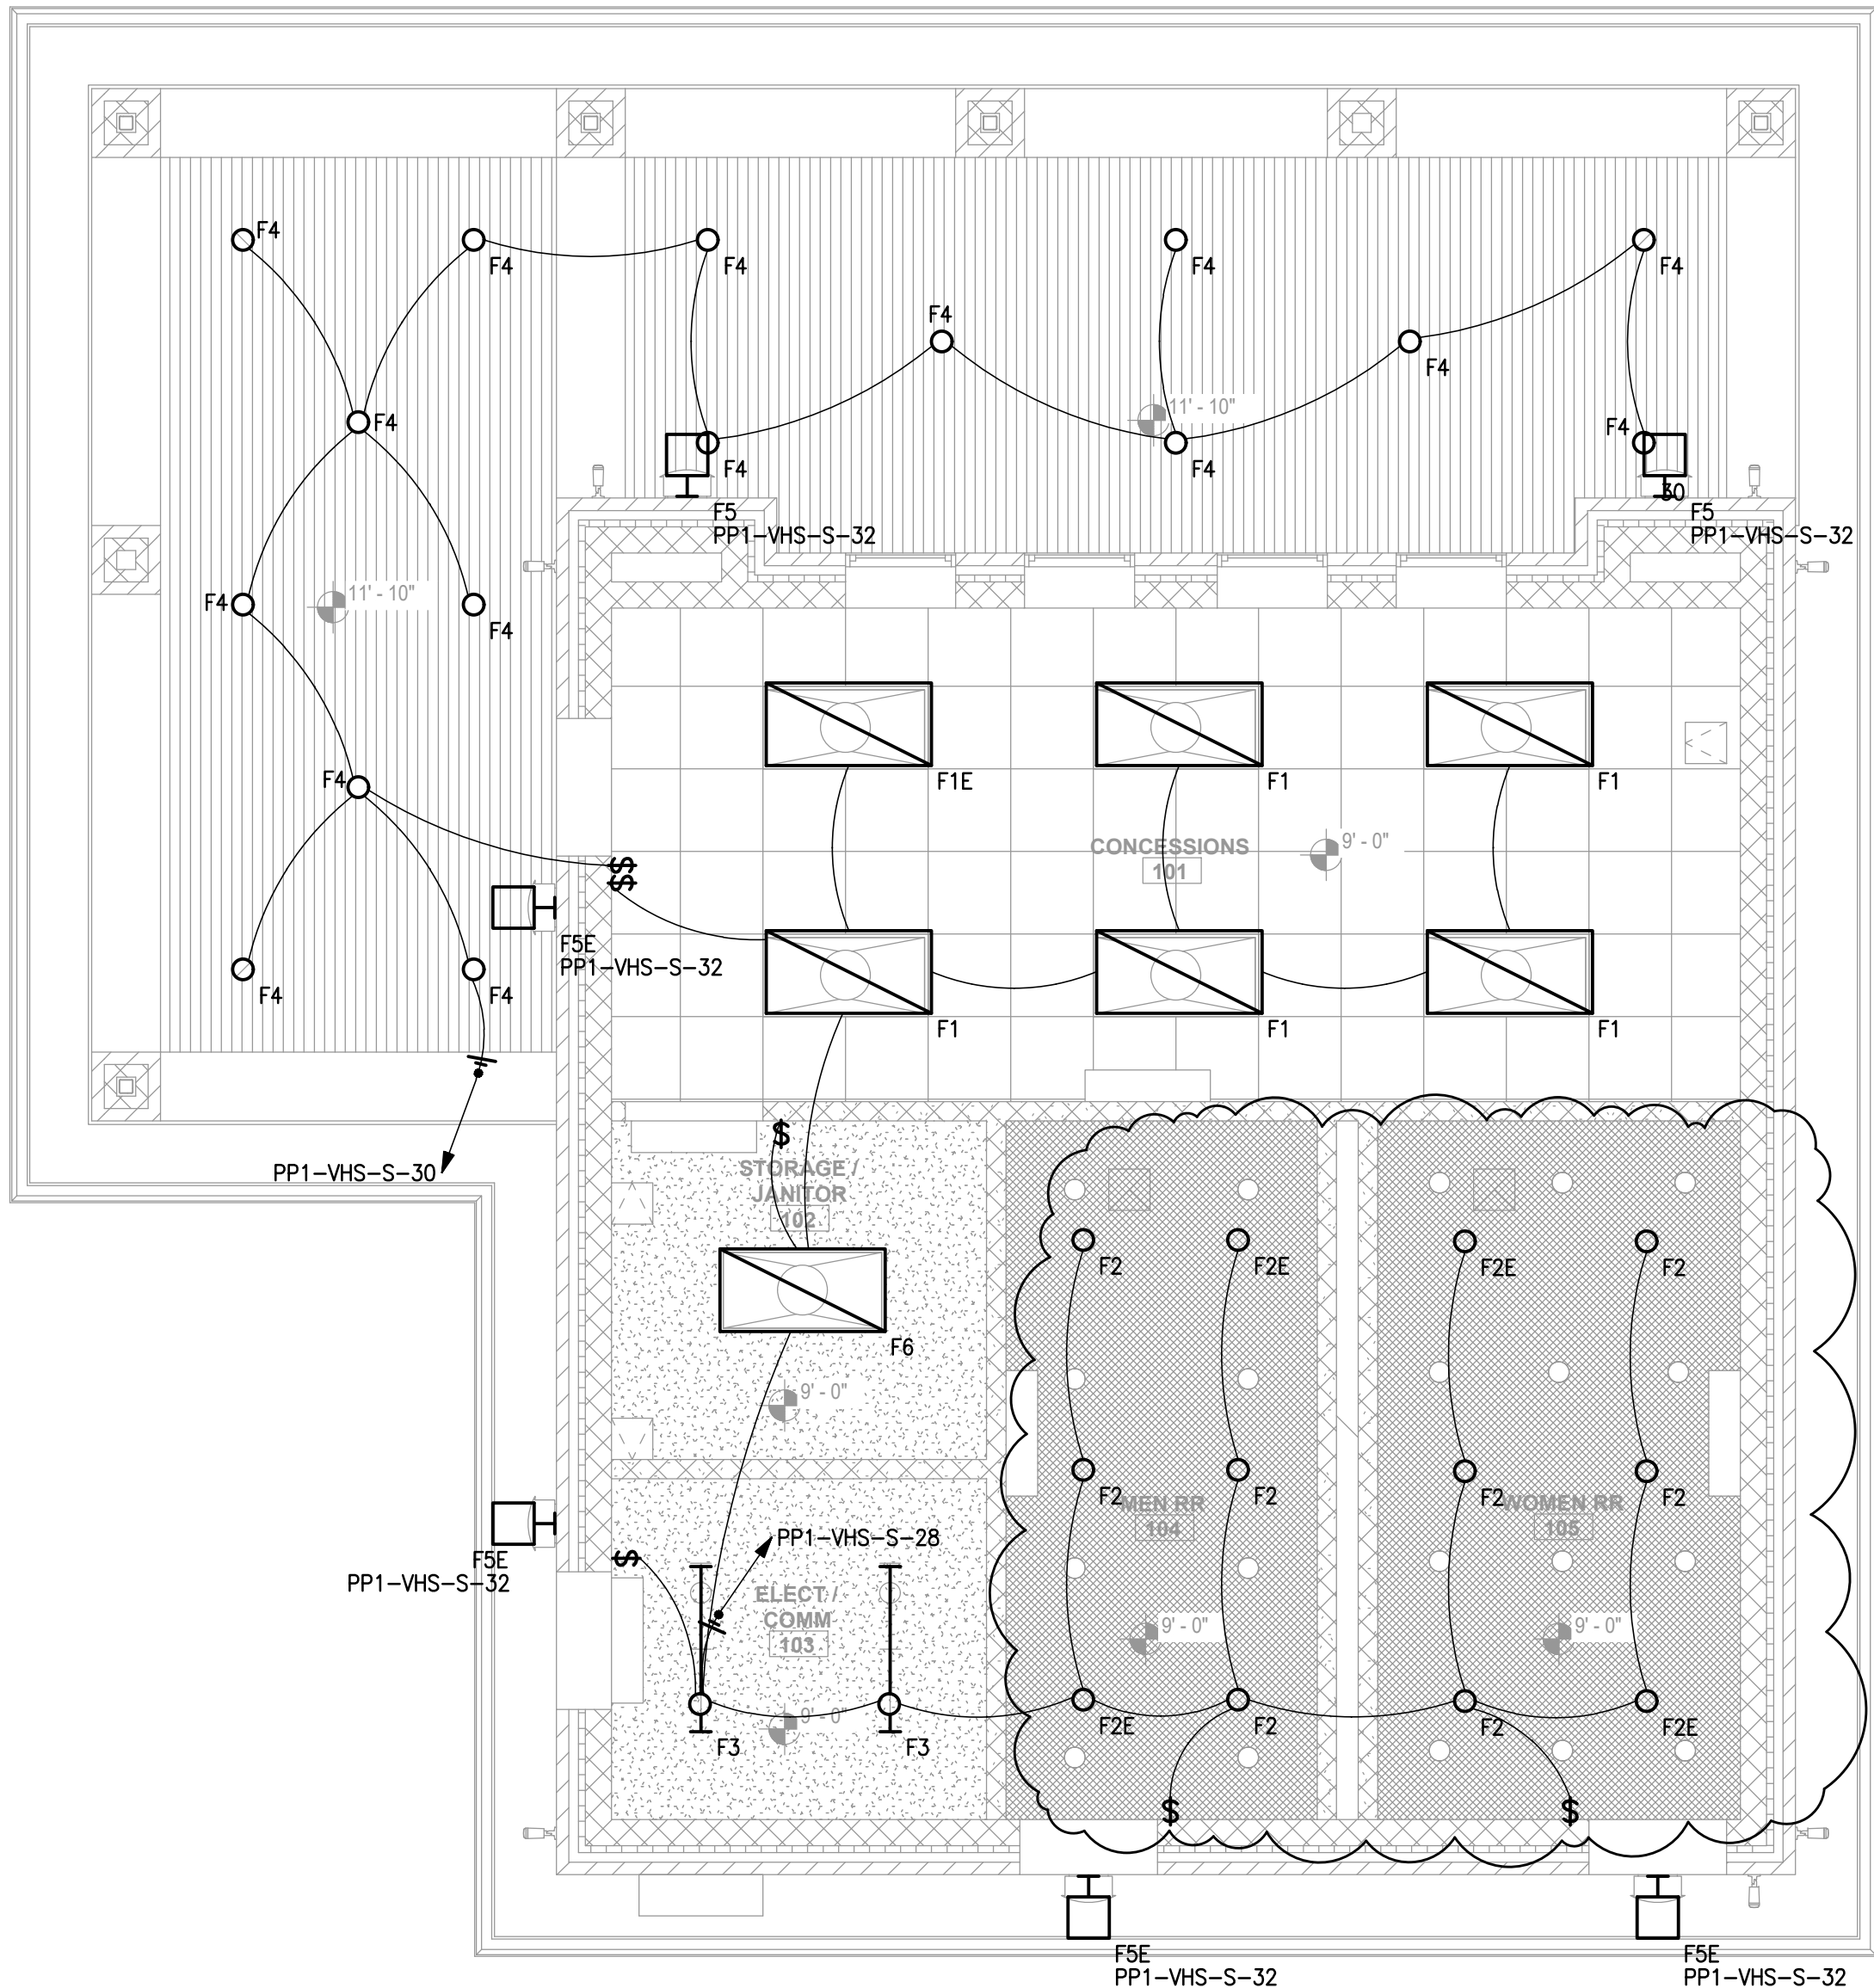 F4
F4
F4
F4
F4
F4
F4
F4
11' - 10"
F4
F4
F4
F4
30
F5
PP1-VHS-S-32
F5
PP1-VHS-S-32
11' - 10"
F4
F4
F4
F1E
F1
F1
CONCESSIONS
101
9' - 0"
$$
F5E
PP1-VHS-S-32
F4
F4
F1
F1
F1
$
PP1-VHS-S-30
STORAGE /
JANITOR
102
F2
F2E
F2E
F2
F6
9' - 0"
F2
F2
F2
F2
MEN RR
104
WOMEN RR
105
PP1-VHS-S-28
$
F5E
PP1-VHS-S-32
ELECT /
COMM
103
9' - 0"
9' - 0"
9' - 0"
F3
F3
F2E
F2
F2
F2E
$
$
F5E
PP1-VHS-S-32
F5E
PP1-VHS-S-32